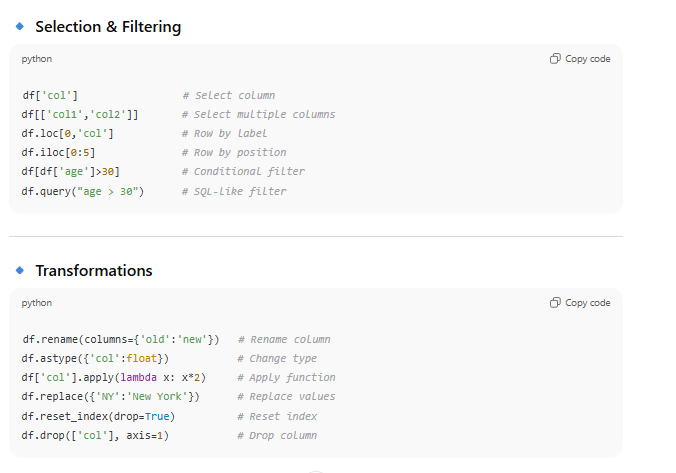 Selection & Filtering
python
Copy code
df['col'] # Select column
df[['col1','col2']] # Select multiple columns
df.loc[0,'col'] # Row by label
df.iloc[0:5] # Row by position
df[df['age']>30] # Conditional filter
df.query("age > 30") # SQL-like filter
Transformations
python
Copy code
df.rename(columns={'old':'new'}) # Rename column
df.astype({'col':float}) # Change type
df['col'].apply(lambda x: x*2) # Apply function
df.replace({'NY':'New York'}) # Replace values
df.reset_index(drop=True) # Reset index
df.drop(['col'], axis=1) # Drop column